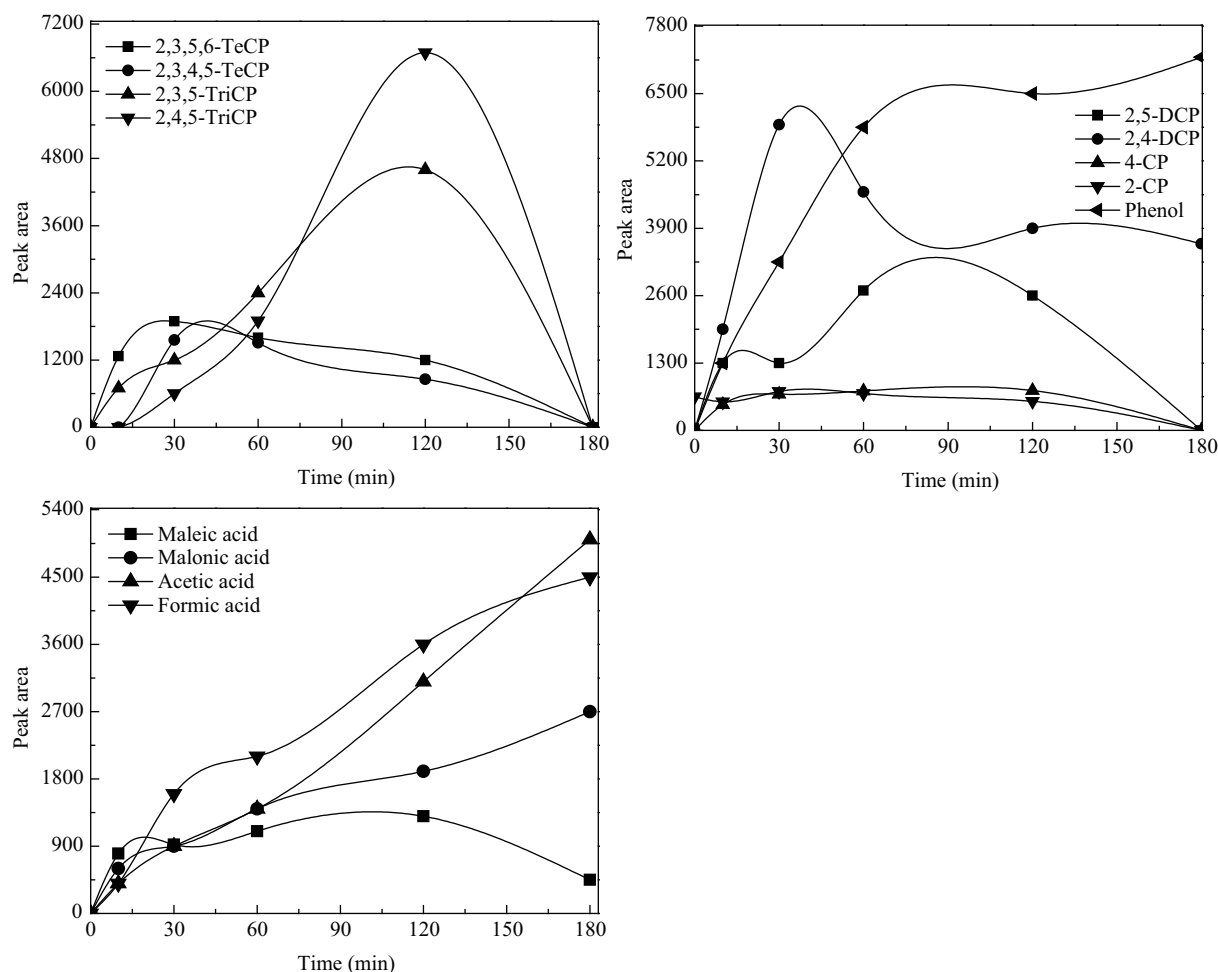 7200
6000
4800
3600
2400
1200
0
Peak area
2,3,5,6-TeCP
2,3,4,5-TeCP
2,3,5-TriCP
2,4,5-TriCP
0 30 60 90 120 150 180
Time (min)
7800
6500
5200
3900
2600
1300
0
Peak area
2,5-DCP
2,4-DCP
4-CP
2-CP
Phenol
0 30 60 90 120 150 180
Time (min)
5400
4500
3600
2700
1800
900
0
Peak area
Maleic acid
Malonic acid
Acetic acid
Formic acid
0 30 60 90 120 150 180
Time (min)